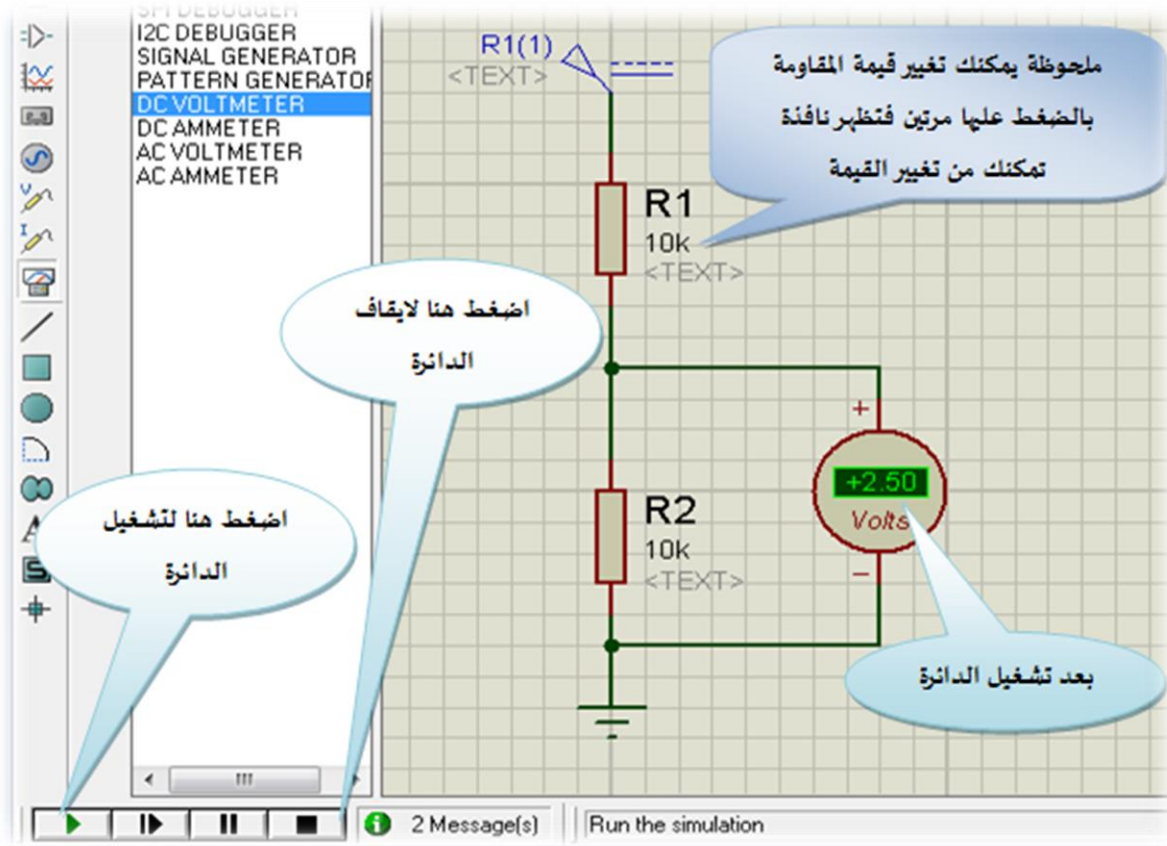 SPI DEBUGGER
I2C DEBUGGER
SIGNAL GENERATOR
PATTERN GENERATOR
DC VOLTMETER
DC AMMETER
AC VOLTMETER
AC AMMETER
R1(1)
<TEXT>
ملحوظة يمكنك تغيير قيمة المقاومة
بالضغط عليها مرتين فتظهر نافذة
تمكنك من تغيير القيمة
R1
10k
<TEXT>
اضغط هنا لايقاف
الدائرة
+
+2.50
Volts
−
R2
10k
<TEXT>
اضغط هنا لتشغيل
الدائرة
بعد تشغيل الدائرة
2 Message(s)
Run the simulation